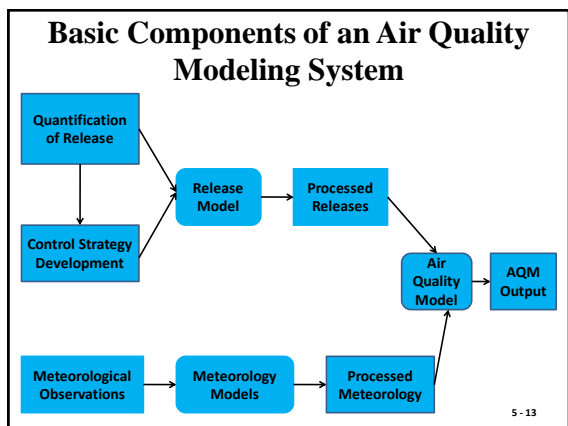 Basic Components of an Air Quality
Modeling System
Quantification
of Release
Release
Model
Processed
Releases
Control Strategy
Development
Air
Quality
Model
AQM
Output
Meteorological
Observations
Meteorology
Models
Processed
Meteorology
5 - 13